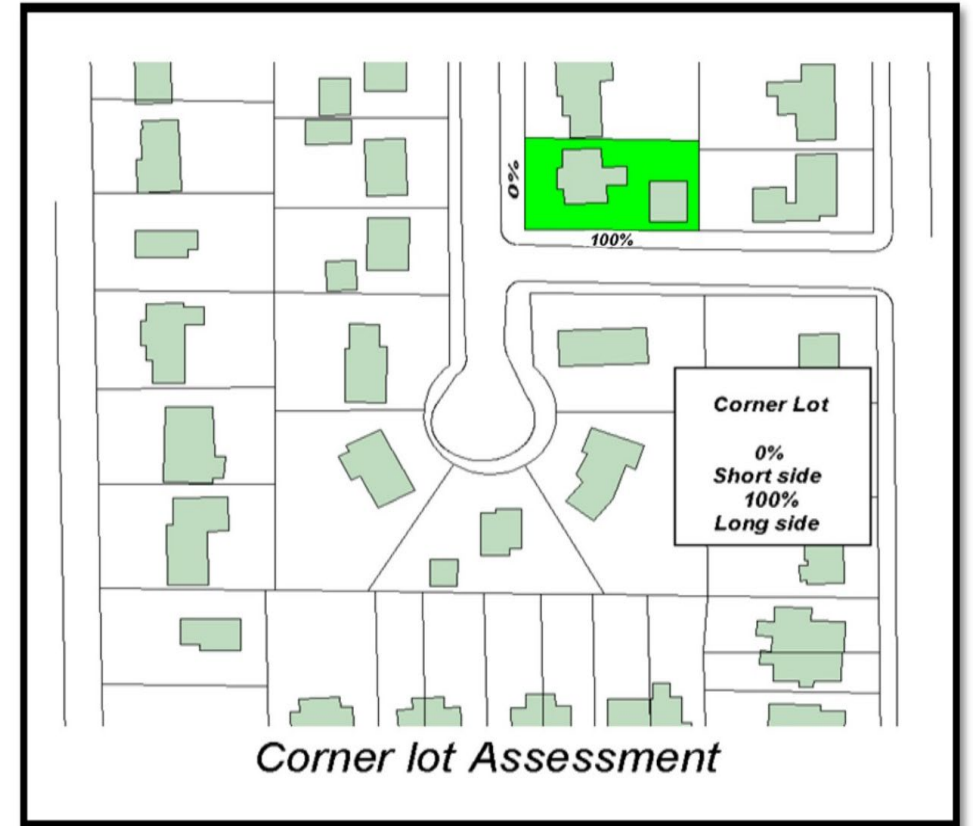 0%
100%
Corner Lot
0%
Short side
100%
Long side
Corner lot Assessment